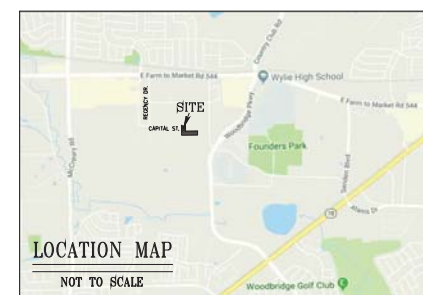 Country Club Rd
E Farm to Market Rd 544
Wylie High School
REGENCY DR.
SITE
E Farm to Market Rd 544
CAPITAL ST.
Woodbridge Pkwy
McCreary Rd
Founders Park
Sanden Blvd
78
Alanis Dr
LOCATION MAP
NOT TO SCALE
Woodbridge Golf Club